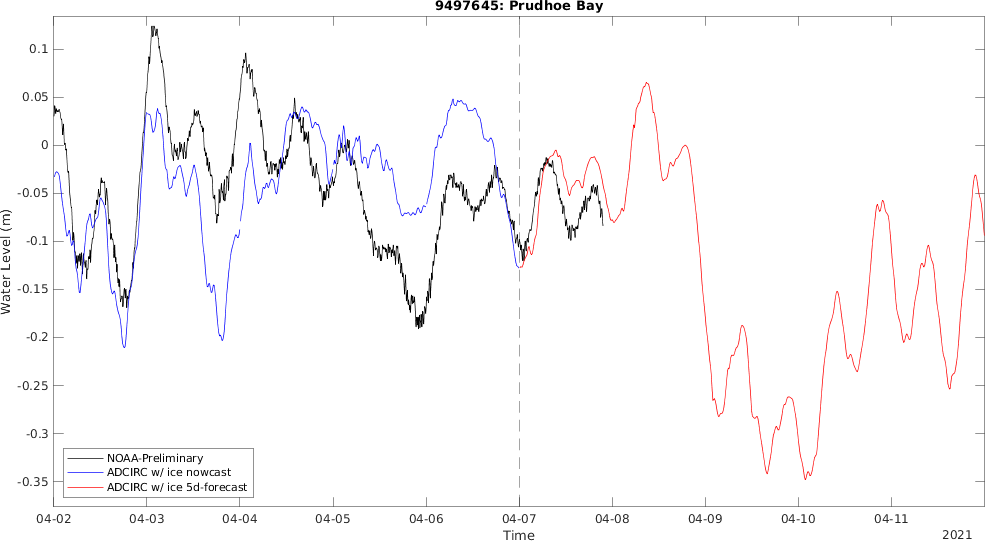 9497645: Prudhoe Bay
0.1
0.05
0
-0.05
-0.1
-0.15
-0.2
-0.25
-0.3
-0.35
Water Level (m)
NOAA-Preliminary
ADCIRC w/ ice nowcast
ADCIRC w/ ice 5d-forecast
04-02 04-03 04-04 04-05 04-06 04-07 04-08 04-09 04-10 04-11
Time
2021